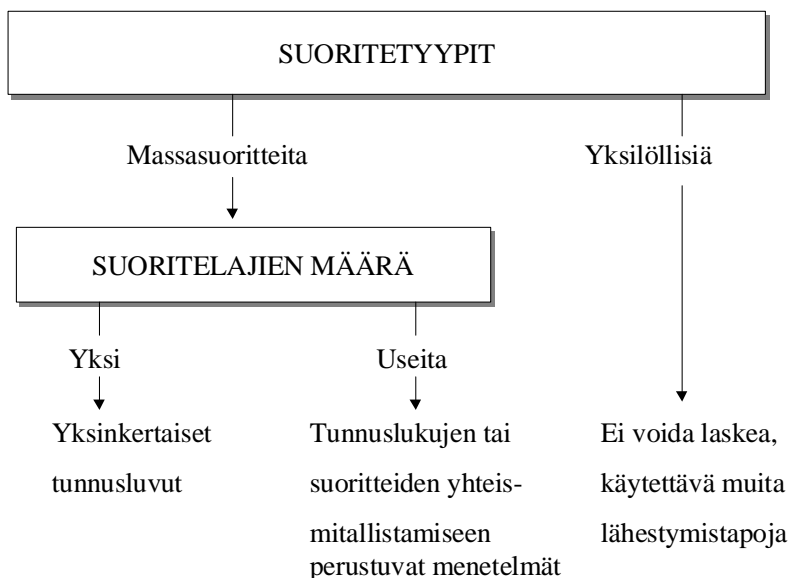 SUORITETYYPIT
Massasuoritteita
Yksilöllisiä
SUORITELAJIEN MÄÄRÄ
Yksi
Useita
Yksinkertaiset
tunnusluvut
Tunnuslukujen tai
suoritteiden yhteis-
mitallistamiseen
perustuvat menetelmät
Ei voida laskea,
käytettävä muita
lähestymistapoja